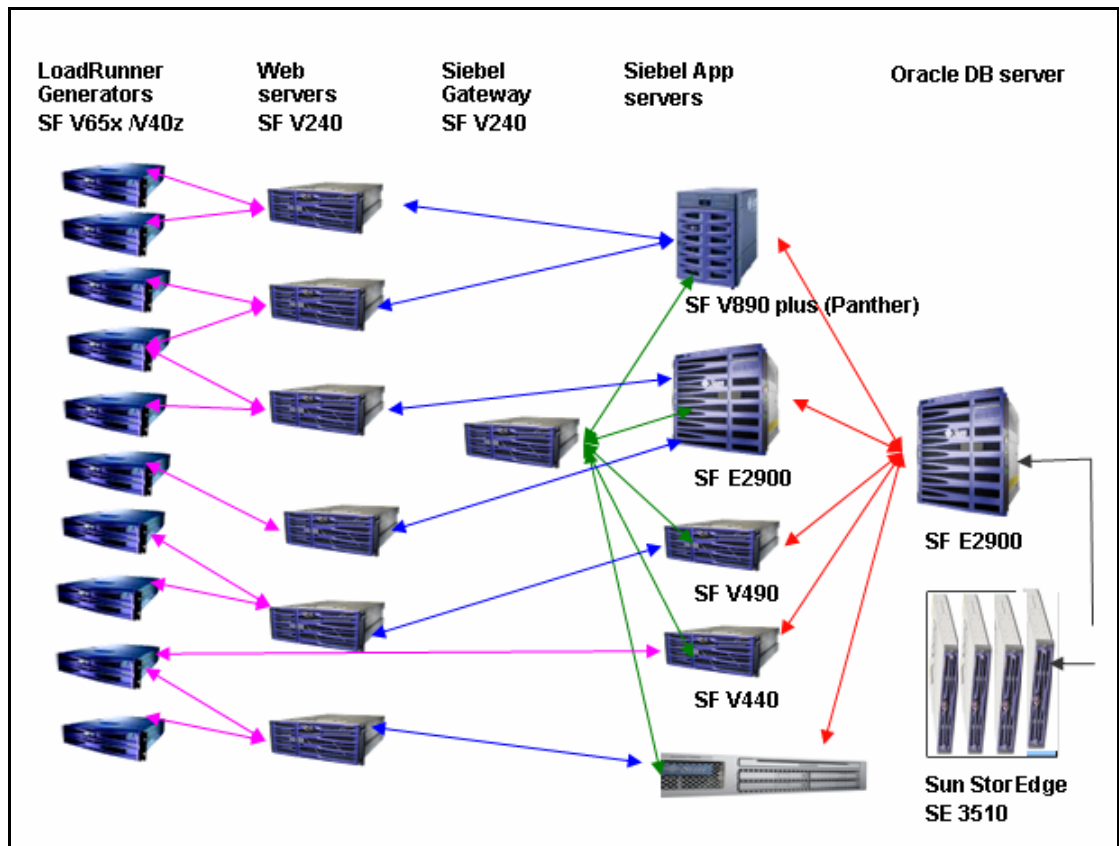 LoadRunner
Generators
SF V65x /V40z
Web
servers
SF V240
Siebel
Gateway
SF V240
Siebel App
servers
Oracle DB server
SF V890 plus (Panther)
SF E2900
SF E2900
SF V490
SF V440
Sun StorEdge
SE 3510